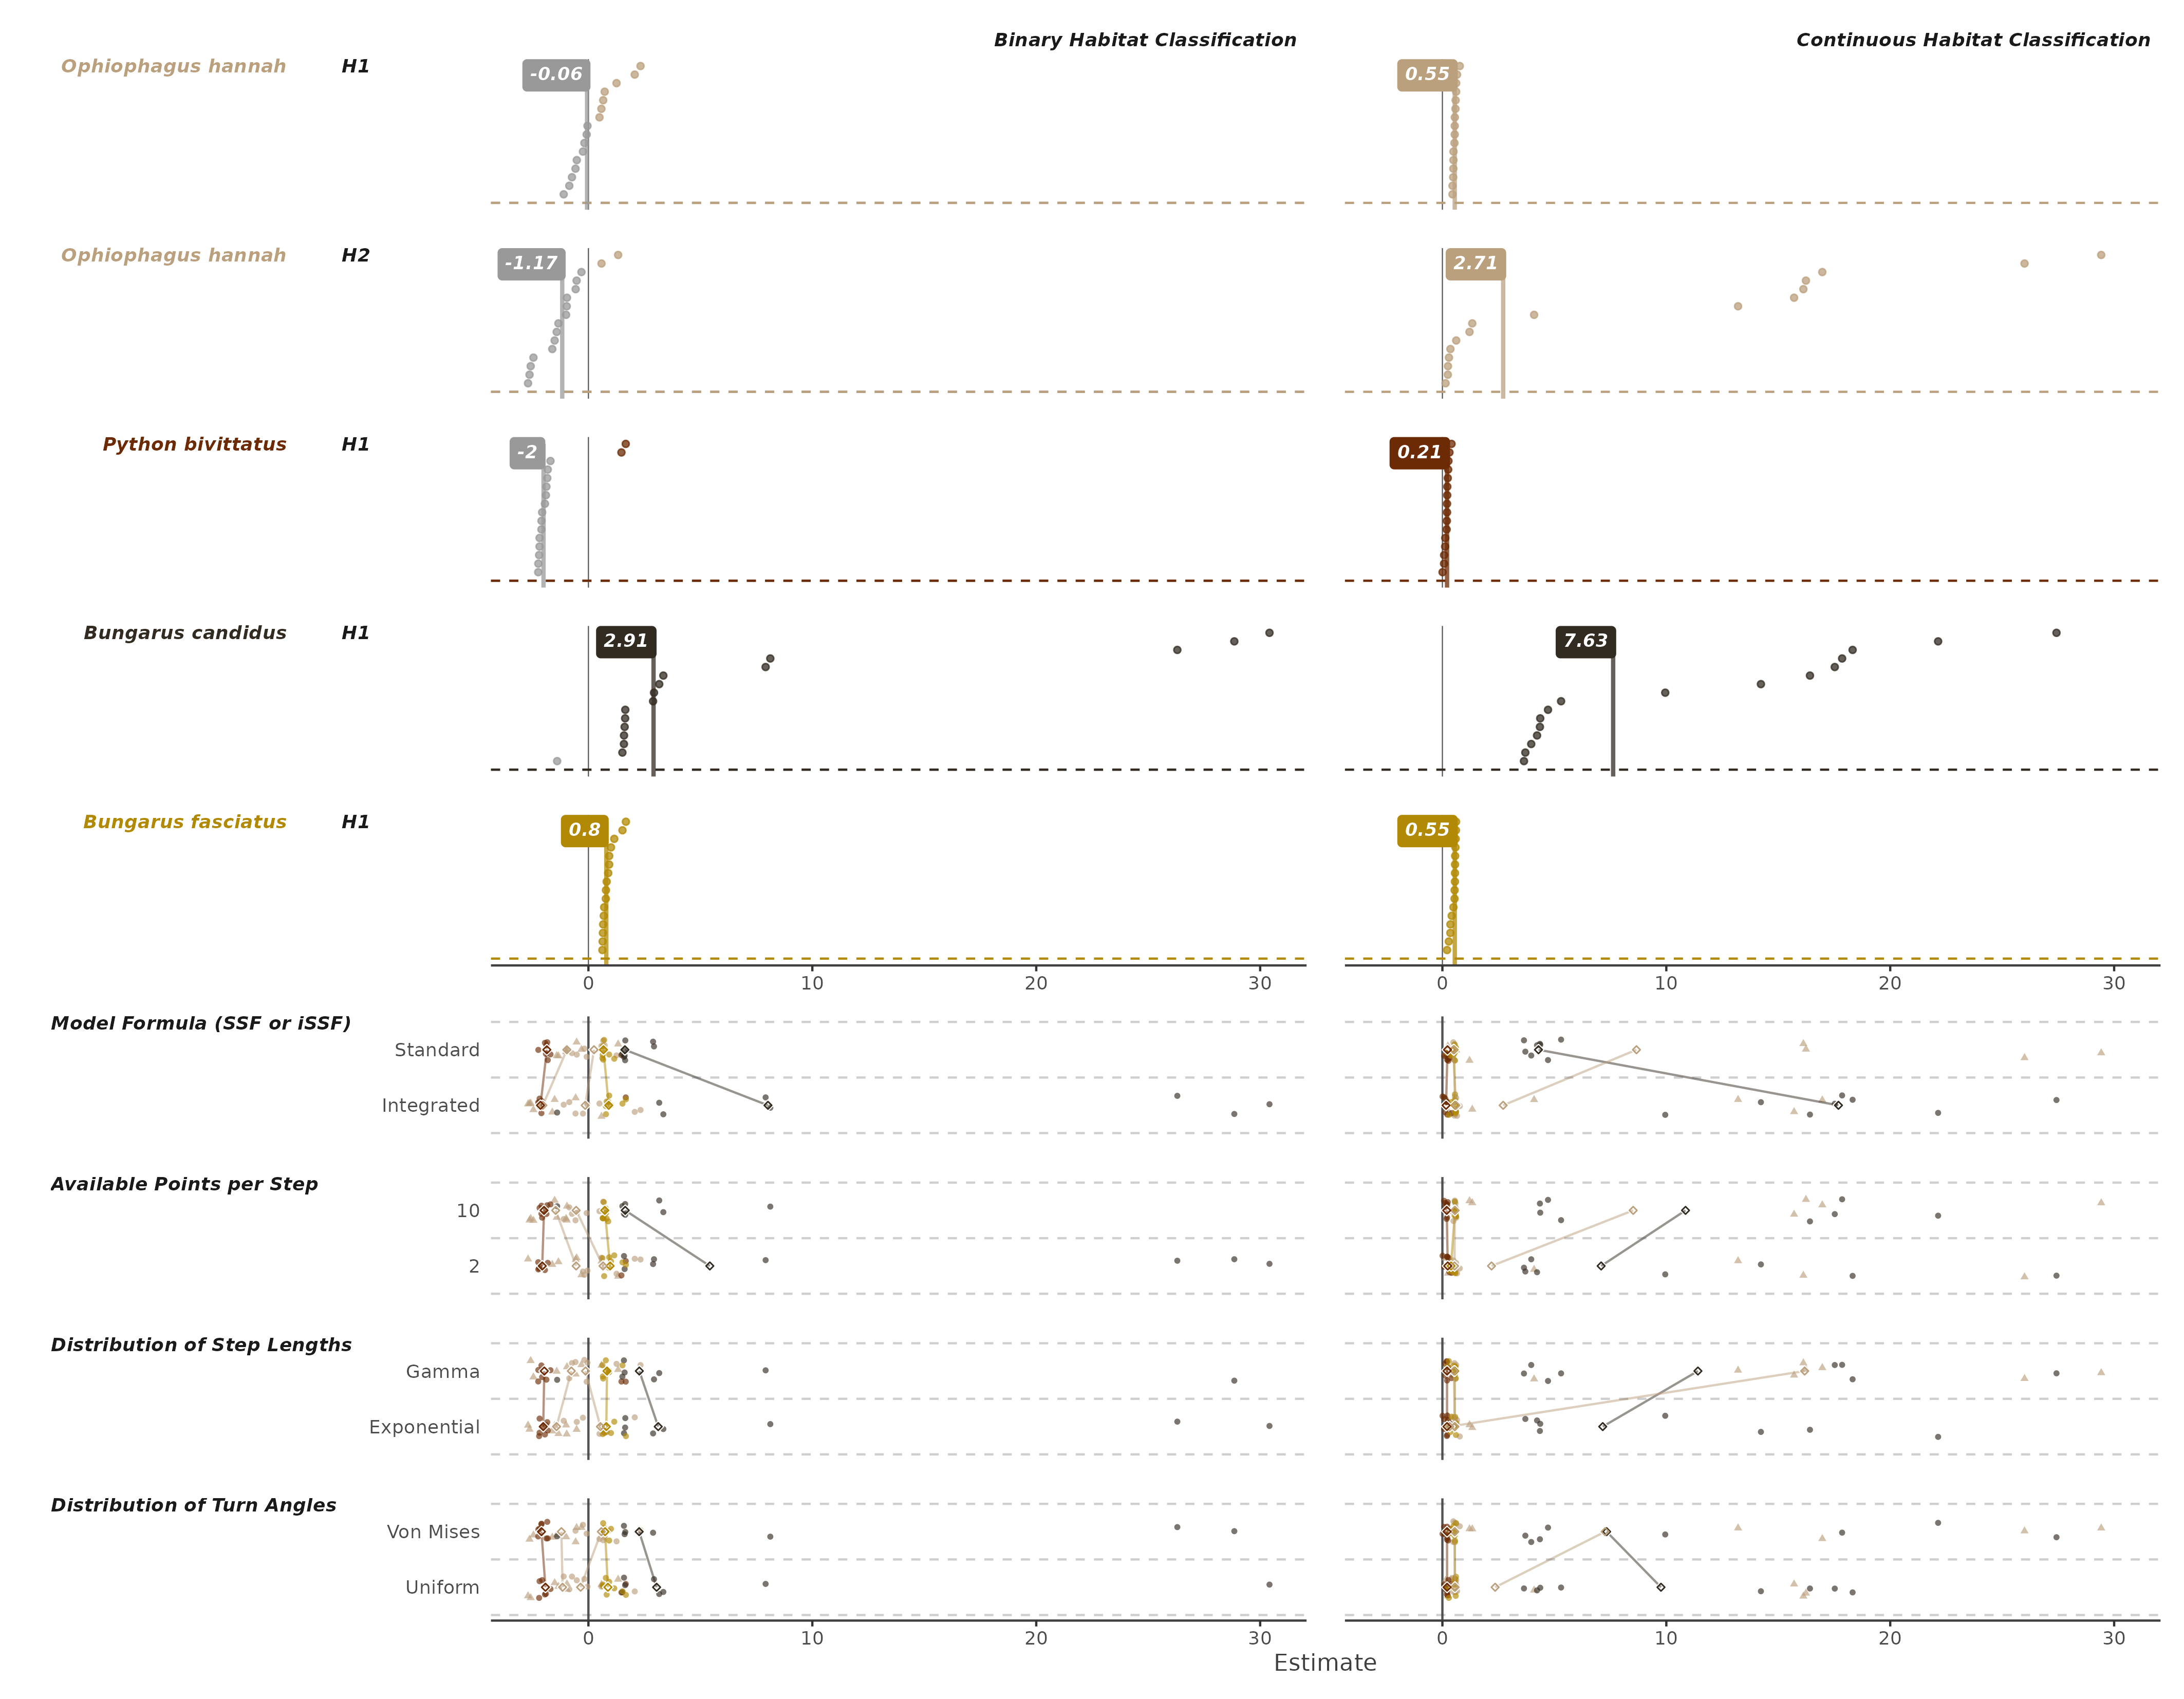 Binary Habitat Classification
Continuous Habitat Classification
Ophiophagus hannah H1
-0.06
0.55
Ophiophagus hannah H2
-1.17
2.71
Python bivittatus H1
-2
0.21
Bungarus candidus H1
2.91
7.63
Bungarus fasciatus H1
0.8
0.55
0 10 20 30
0 10 20 30
Model Formula (SSF or iSSF)
Standard
Integrated
Available Points per Step
10
2
Distribution of Step Lengths
Gamma
Exponential
Distribution of Turn Angles
Von Mises
Uniform
0 10 20 30
0 10 20 30
Estimate